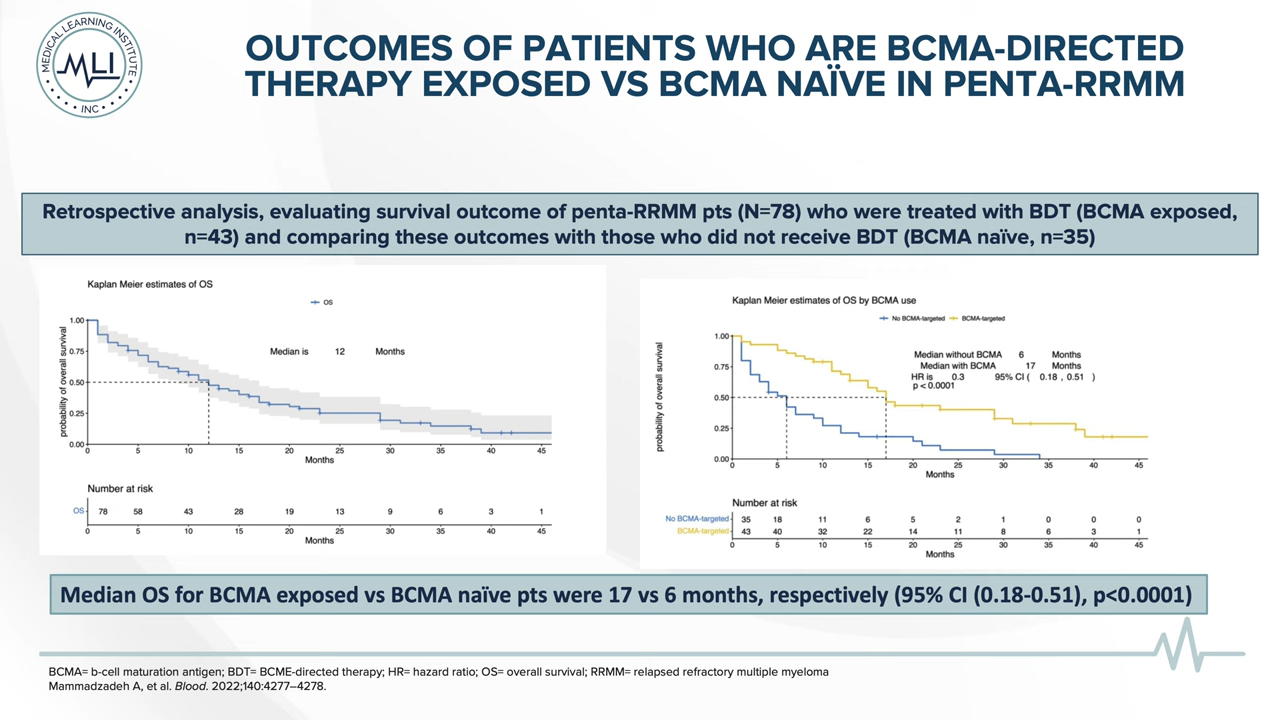 MEDICAL LEARNING INSTITUTE
MLI
INC
OUTCOMES OF PATIENTS WHO ARE BCMA-DIRECTED
THERAPY EXPOSED VS BCMA NAÏVE IN PENTA-RRMM
Retrospective analysis, evaluating survival outcome of penta-RRMM pts (N=78) who were treated with BDT (BCMA exposed,
n=43) and comparing these outcomes with those who did not receive BDT (BCMA naïve, n=35)
Kaplan Meier estimates of OS
OS
probability of overall survival
1.00
0.75
0.50
0.25
0.00
Median is 12 Months
0 5 10 15 20 25 30 35 40 45
Months
Number at risk
OS 78 58 43 28 19 13 9 6 3 1
0 5 10 15 20 25 30 35 40 45
Months
Kaplan Meier estimates of OS by BCMA use
No BCMA-targeted BCMA-targeted
probability of overall survival
1.00
0.75
0.50
0.25
0.00
Median without BCMA 6 Months
Median with BCMA 17 Months
HR is 0.3 95% CI ( 0.18 , 0.51 )
p < 0.0001
0 5 10 15 20 25 30 35 40 45
Months
Number at risk
No BCMA-targeted 35 18 11 6 5 2 1 0 0 0
BCMA-targeted 43 40 32 22 14 11 8 6 3 1
0 5 10 15 20 25 30 35 40 45
Months
Median OS for BCMA exposed vs BCMA naïve pts were 17 vs 6 months, respectively (95% CI (0.18-0.51), p<0.0001)
BCMA= b-cell maturation antigen; BDT= BCME-directed therapy; HR= hazard ratio; OS= overall survival; RRMM= relapsed refractory multiple myeloma
Mammadzadeh A, et al. Blood. 2022;140:4277–4278.